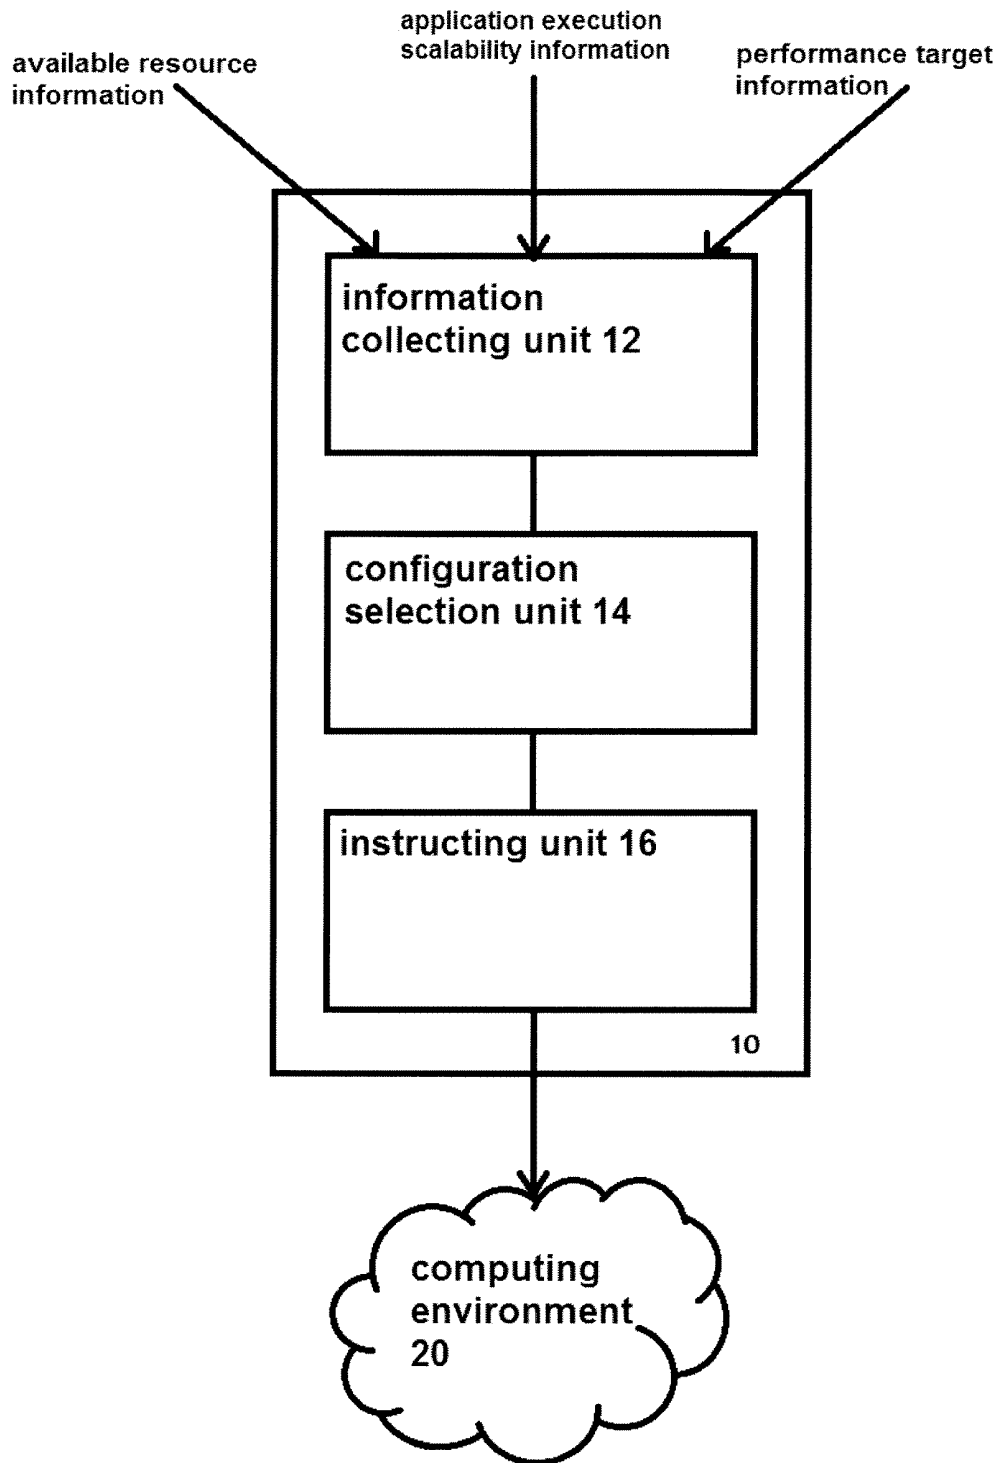 available resource
information
application execution
scalability information
performance target
information
information
collecting unit 12
configuration
selection unit 14
instructing unit 16
10
computing
environment
20